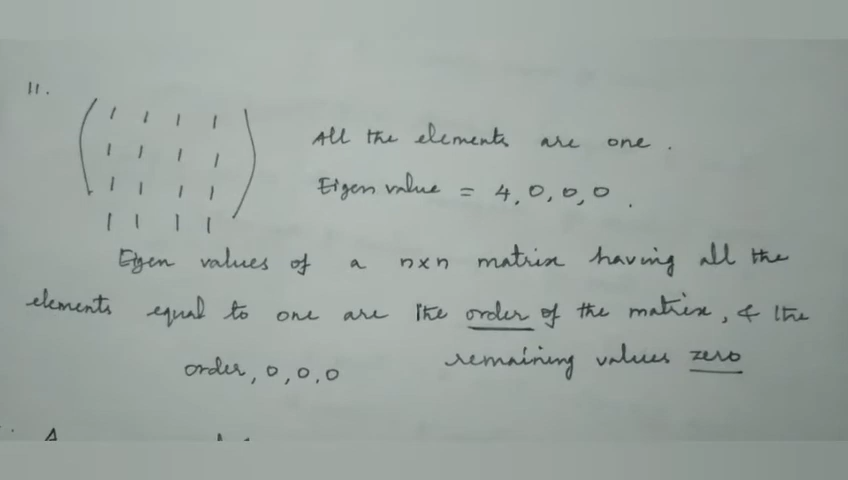 11.
1 1 1 1
1 1 1 1
1 1 1 1
1 1 1 1
All the elements are one.
Eigen value = 4, 0, 0, 0.
Eigen values of a n×n matrix having all the
elements equal to one are the order of the matrix, & the
order, 0, 0, 0 remaining values zero